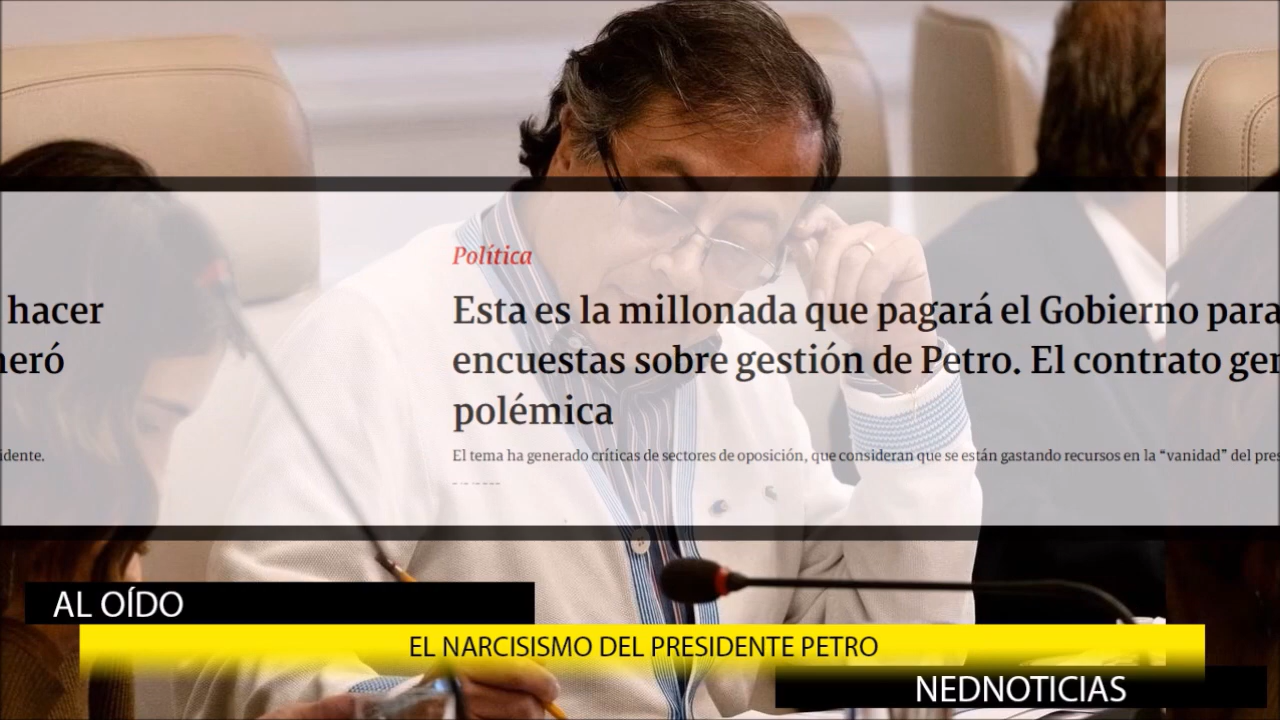 Política
hacer
Esta es la millonada que pagará el Gobierno para
neró
encuestas sobre gestión de Petro. El contrato gen
polémica
idente.
El tema ha generado críticas de sectores de oposición, que consideran que se están gastando recursos en la “vanidad” del pres
AL OÍDO
EL NARCISISMO DEL PRESIDENTE PETRO
NEDNOTICIAS